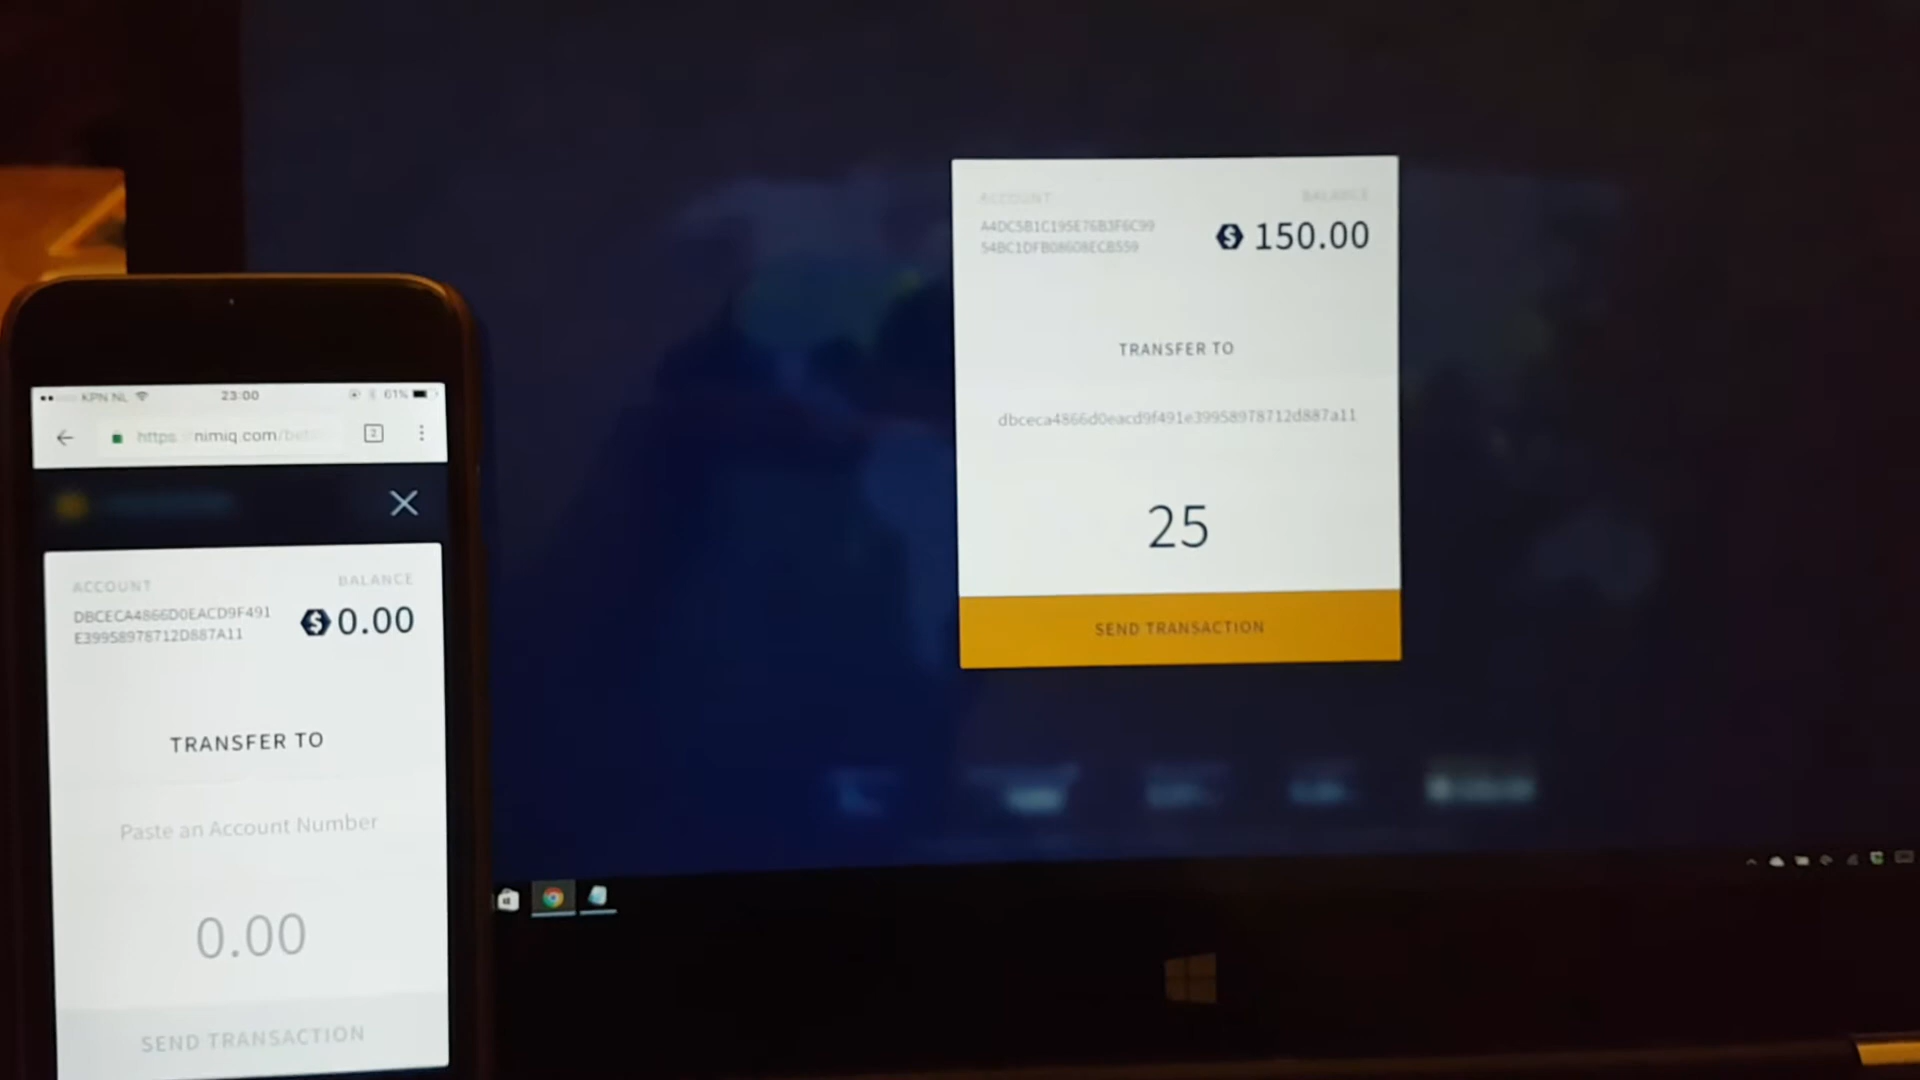 KPN NL
23:00
61%
https
nimiq.com/bet
2
ACCOUNT
BALANCE
DBCECA4866D0EACD9F491
E39958978712D887A11
0.00
TRANSFER TO
Paste an Account Number
0.00
SEND TRANSACTION
ACCOUNT
BALANCE
A4DC5B1C195E76B3F6C99
54BC1DFB08608ECB559
150.00
TRANSFER TO
dbceca4866d0eacd9f491e39958978712d887a11
25
SEND TRANSACTION